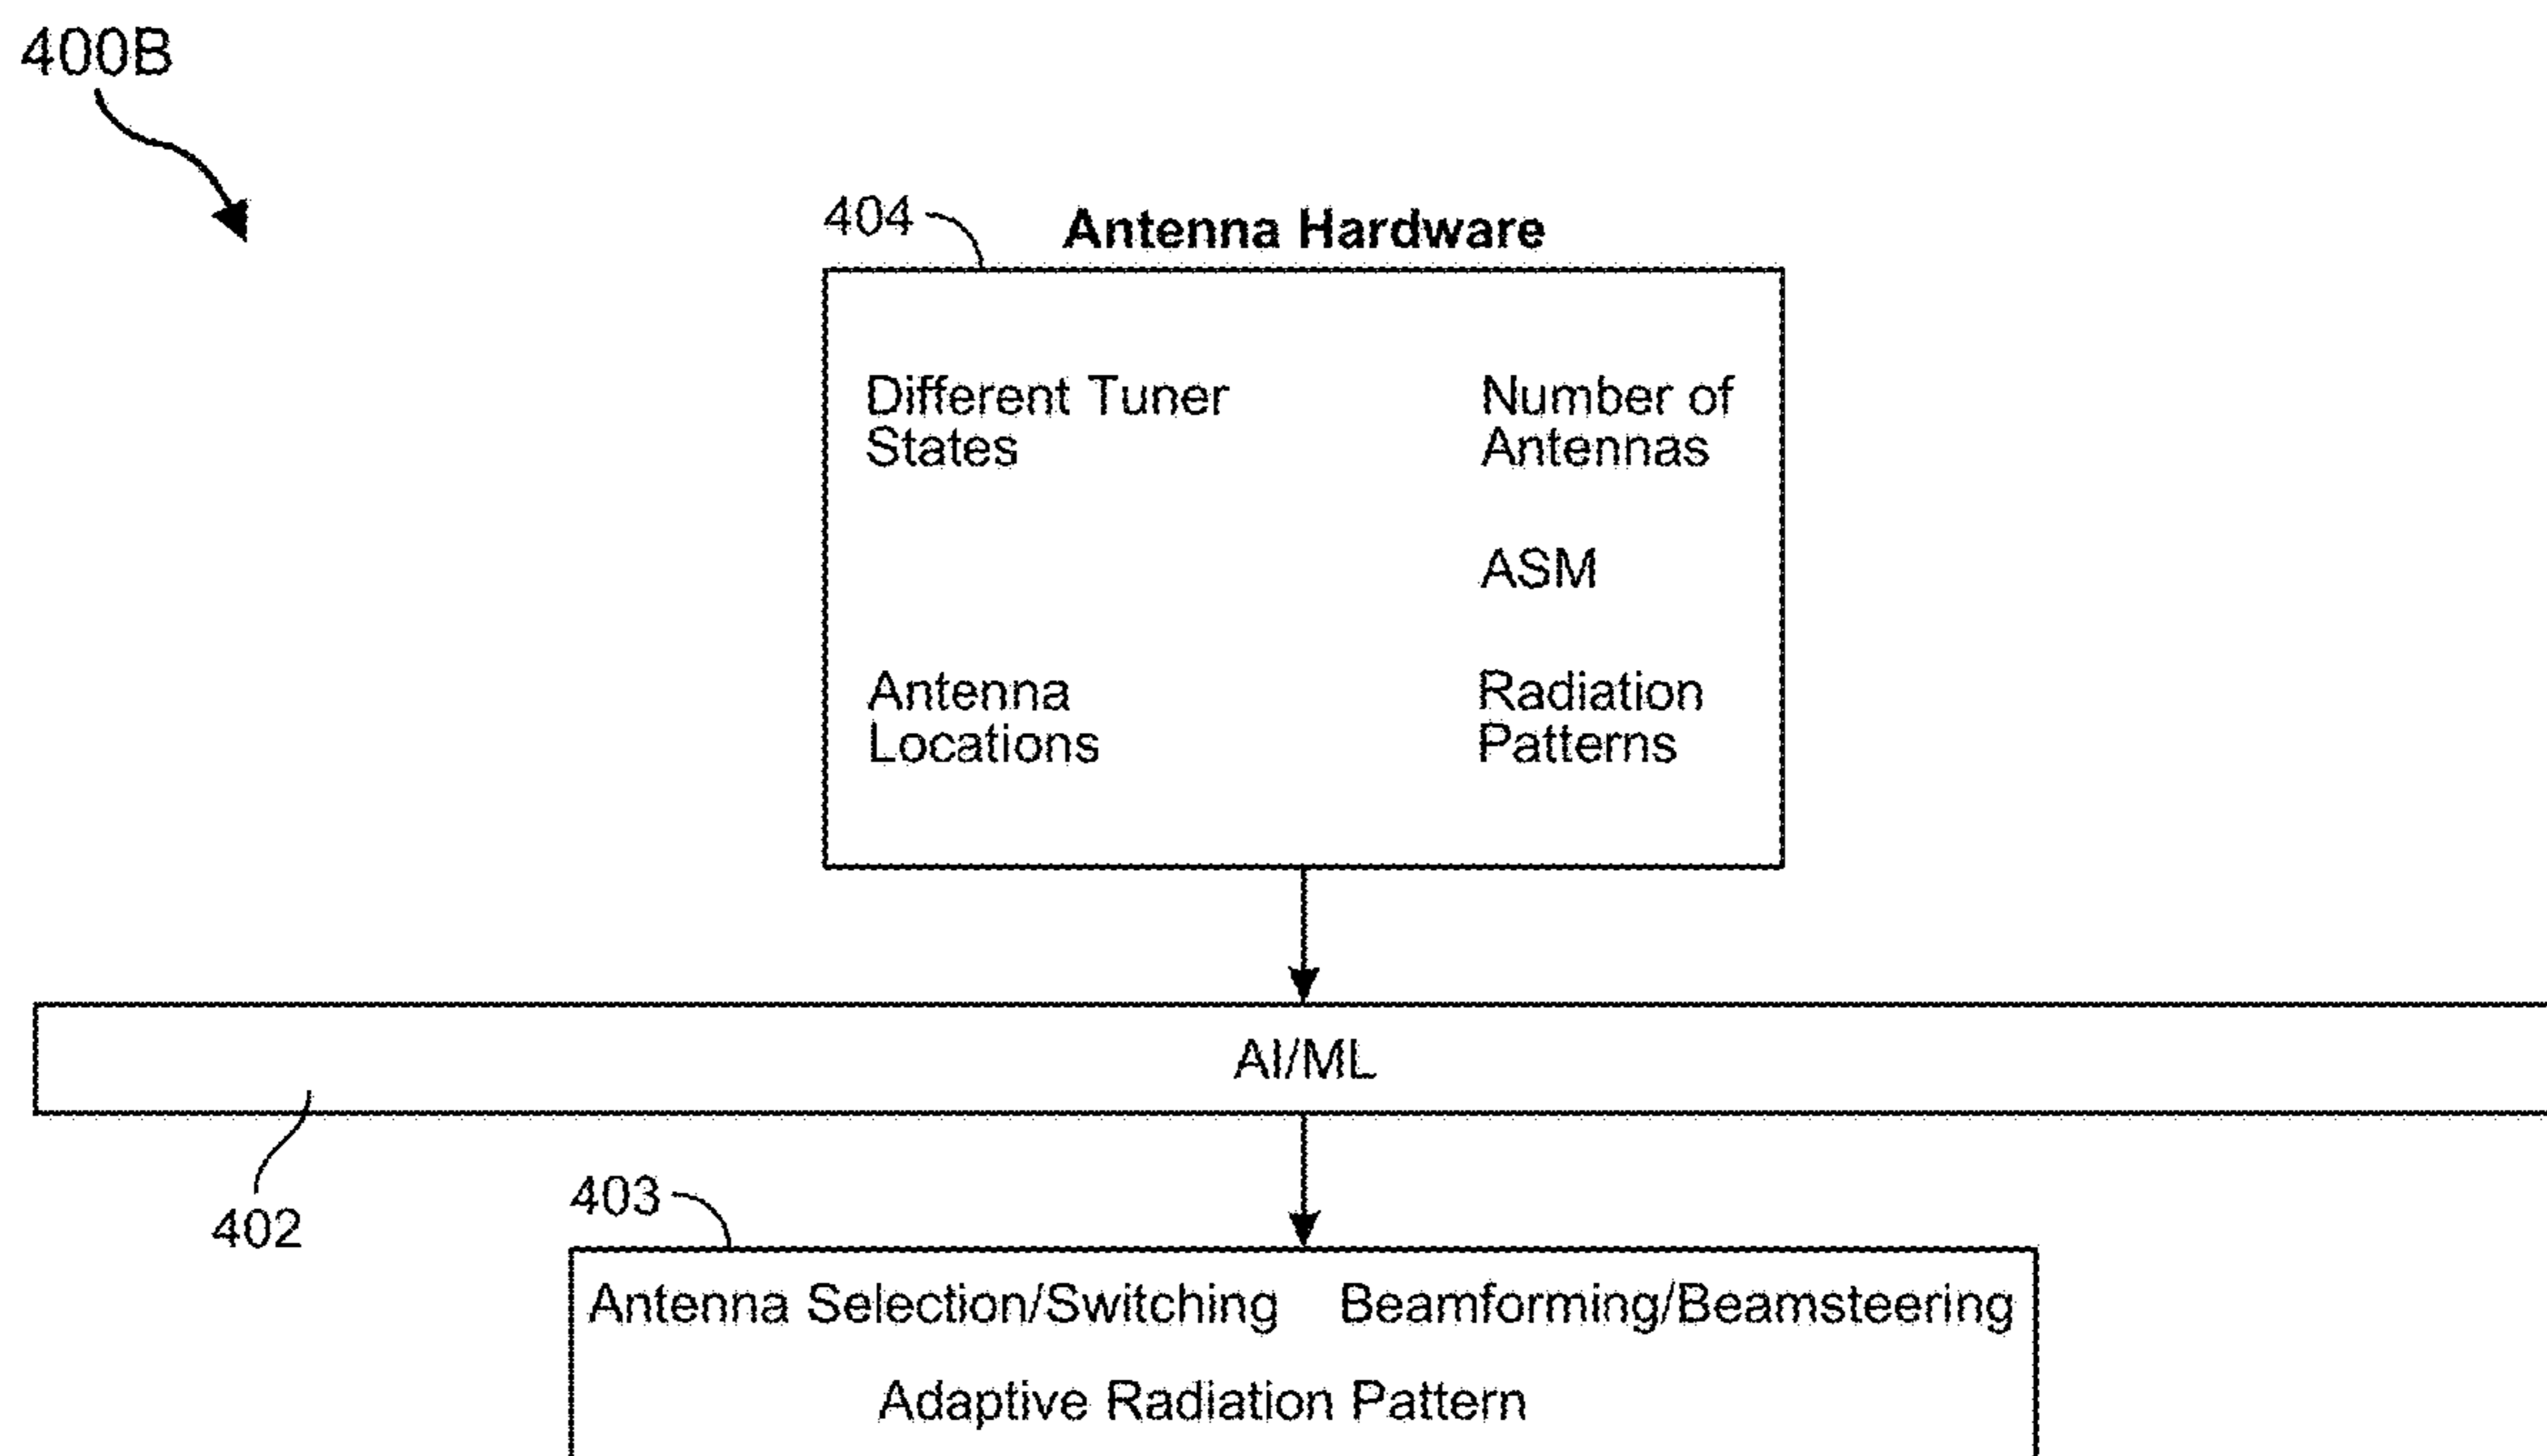 400B
404
Antenna Hardware
Different Tuner
States
Number of
Antennas
ASM
Antenna
Locations
Radiation
Patterns
AI/ML
402
403
Antenna Selection/Switching
Beamforming/Beamsteering
Adaptive Radiation Pattern